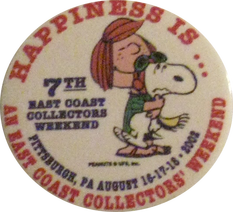 HAPPINESS IS...
7TH
EAST COAST
COLLECTORS
WEEKEND
PITTSBURGH, PA AUGUST 16-17-18 • 2002
PEANUTS © UFS, Inc.
AN EAST COAST COLLECTORS' WEEKEND